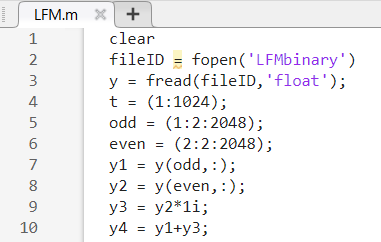 LFM.m × +
1 clear
2 fileID = fopen('LFMbinary')
3 y = fread(fileID,'float');
4 t = (1:1024);
5 odd = (1:2:2048);
6 even = (2:2:2048);
7 y1 = y(odd,:);
8 y2 = y(even,:);
9 y3 = y2*1i;
10 y4 = y1+y3;